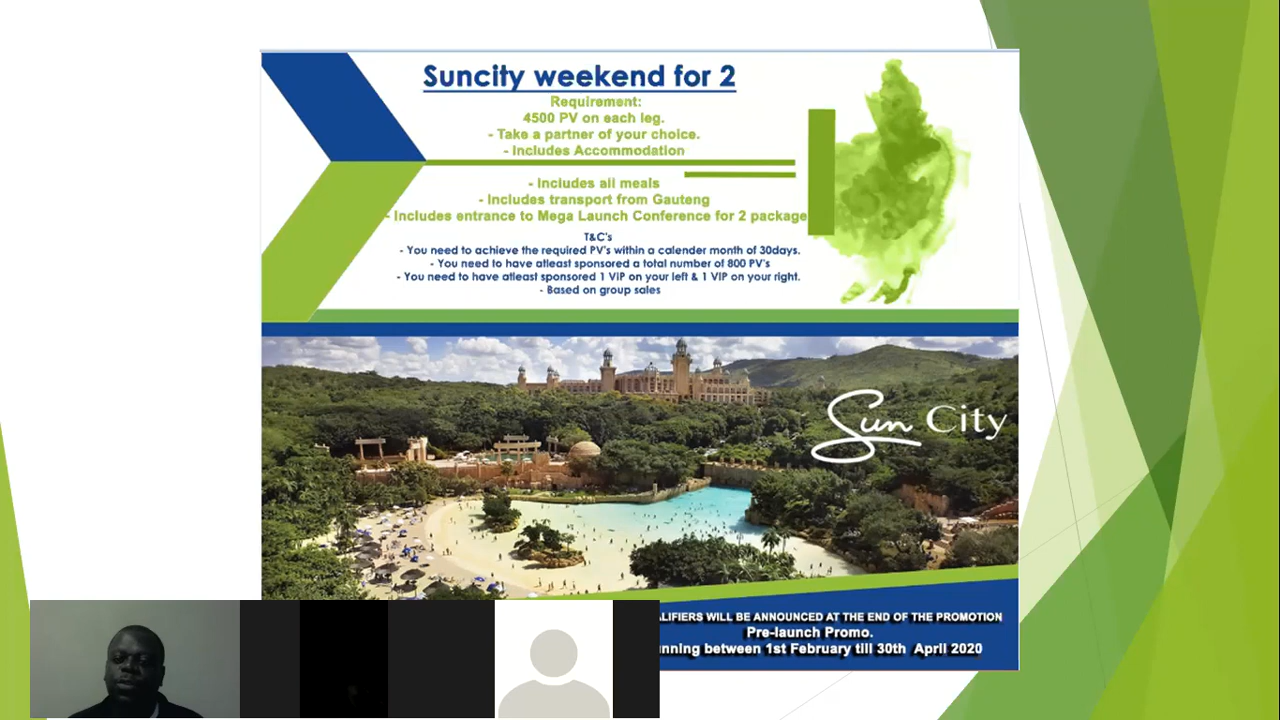 Suncity weekend for 2
Requirement:
4500 PV on each leg.
- Take a partner of your choice.
- Includes Accommodation
- Includes all meals
- Includes transport from Gauteng
- Includes entrance to Mega Launch Conference for 2 package
T&C's
- You need to achieve the required PV's within a calender month of 30days.
- You need to have atleast sponsored a total number of 800 PV's
- You need to have atleast sponsored 1 VIP on your left & 1 VIP on your right.
- Based on group sales
Sun City
WILL BE ANNOUNCED AT THE END OF THE PROMOTION
Pre-launch Promo.
between 1st February till 30th April 2020